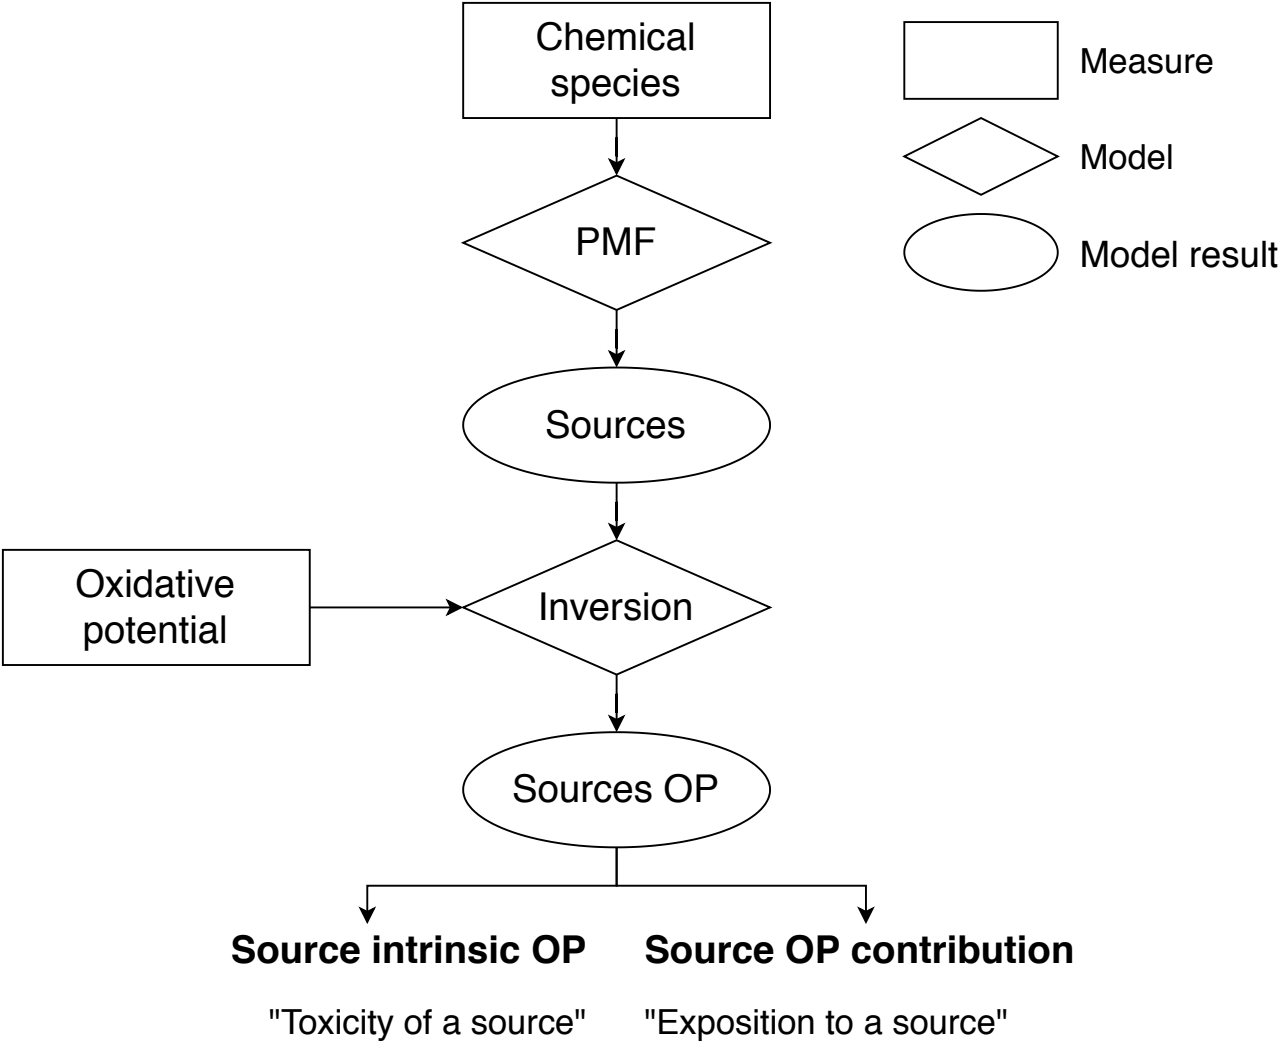 Chemical
species
Measure
Model
PMF
Model result
Sources
Oxidative
potential
Inversion
Sources OP
Source intrinsic OP
Source OP contribution
"Toxicity of a source"
"Exposition to a source"